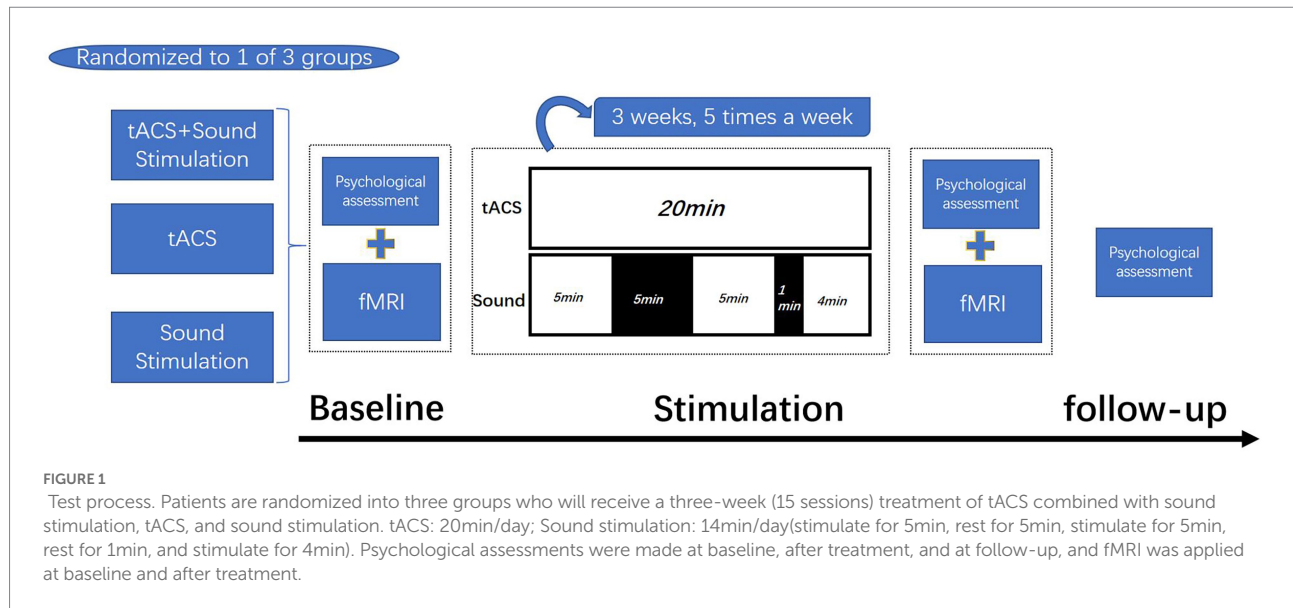 Randomized to 1 of 3 groups
3 weeks, 5 times a week
tACS+Sound
Stimulation
tACS
Sound
Stimulation
Psychological
assessment
fMRI
tACS
20min
Sound
5min
5min
5min
1
min
4min
Psychological
assessment
fMRI
Psychological
assessment
Baseline
Stimulation
follow-up
FIGURE 1
Test process. Patients are randomized into three groups who will receive a three-week (15 sessions) treatment of tACS combined with sound
stimulation, tACS, and sound stimulation. tACS: 20min/day; Sound stimulation: 14min/day(stimulate for 5min, rest for 5min, stimulate for 5min,
rest for 1min, and stimulate for 4min). Psychological assessments were made at baseline, after treatment, and at follow-up, and fMRI was applied
at baseline and after treatment.